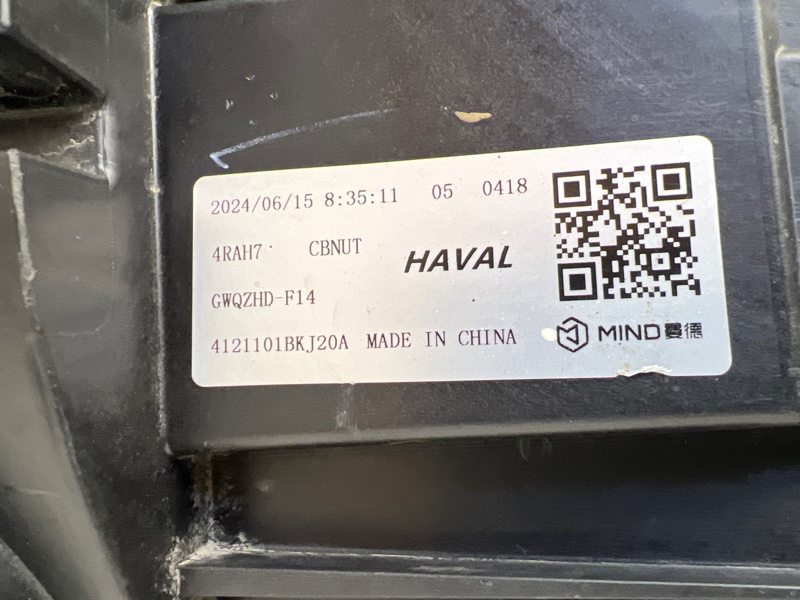 2024/06/15 8:35:11 05 0418
4RAH7 CBNUT
HAVAL
GWQZHD-F14
4121101BKJ20A MADE IN CHINA
MIND曼德